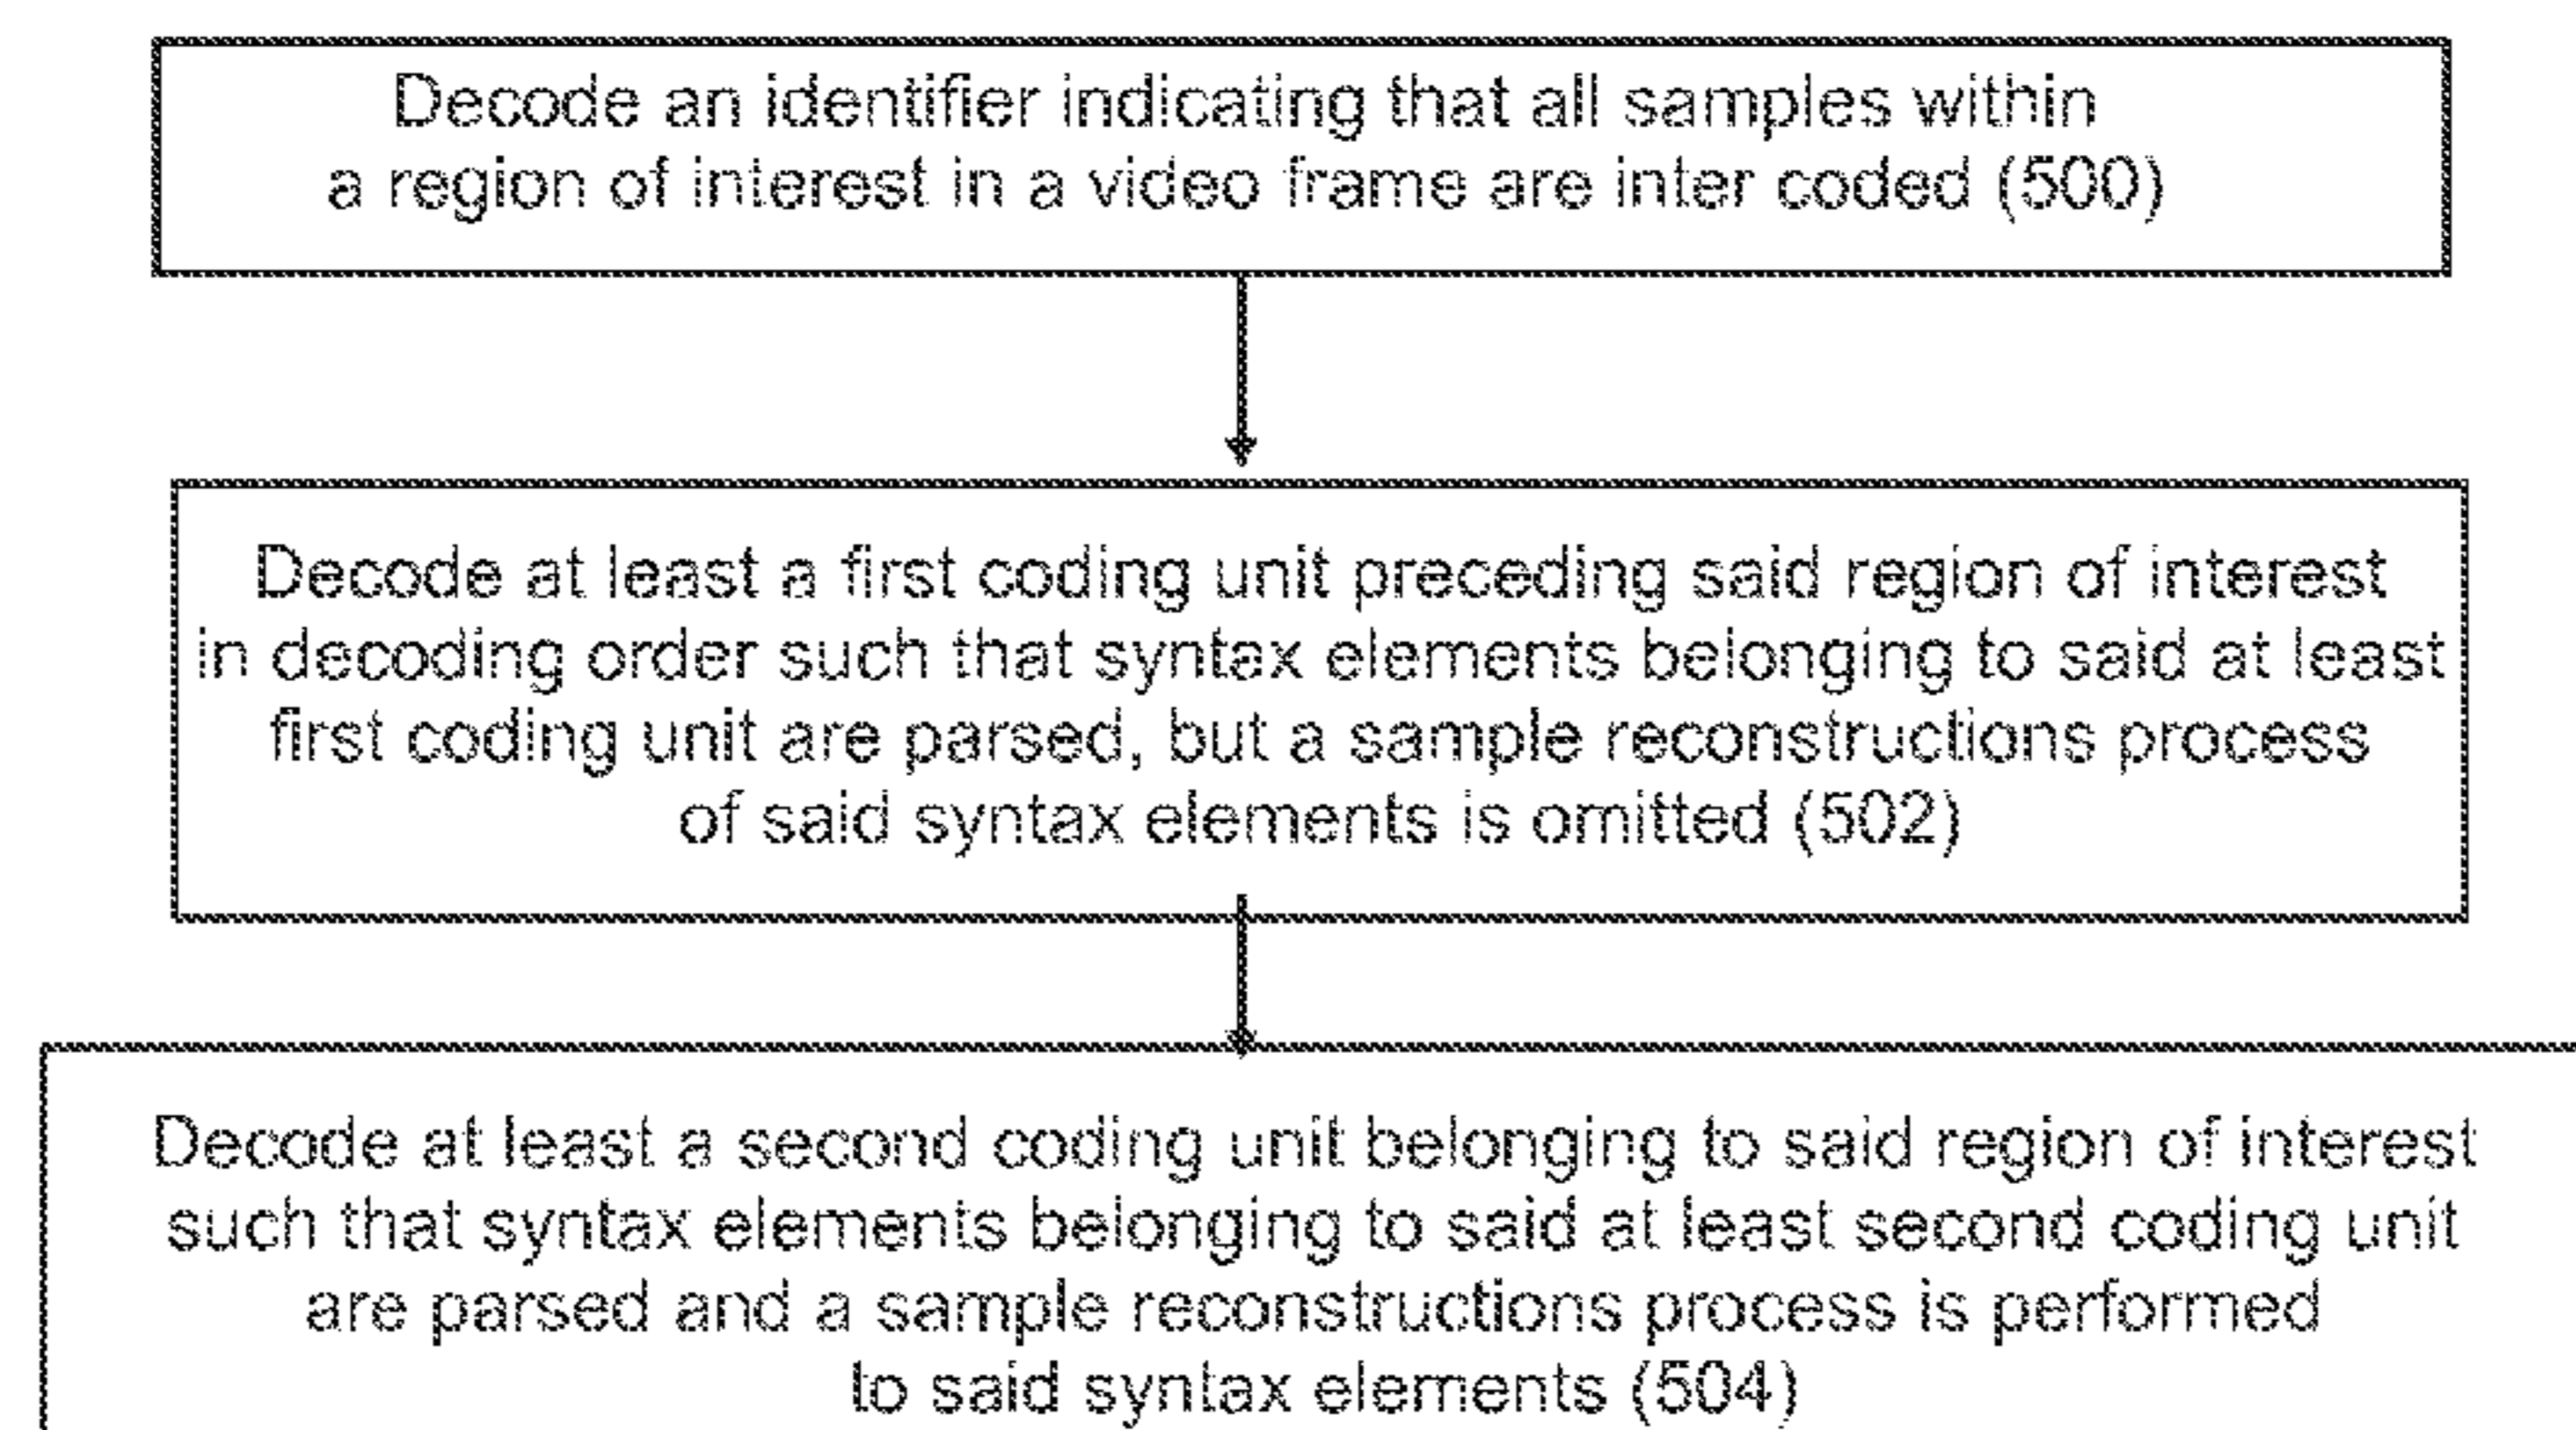 Decode an identifier indicating that all samples within
a region of interest in a video frame are inter coded (500)
Decode at least a first coding unit preceding said region of interest
in decoding order such that syntax elements belonging to said at least
first coding unit are parsed, but a sample reconstructions process
of said syntax elements is omitted (502)
Decode at least a second coding unit belonging to said region of interest
such that syntax elements belonging to said at least second coding unit
are parsed and a sample reconstructions process is performed
to said syntax elements (504)